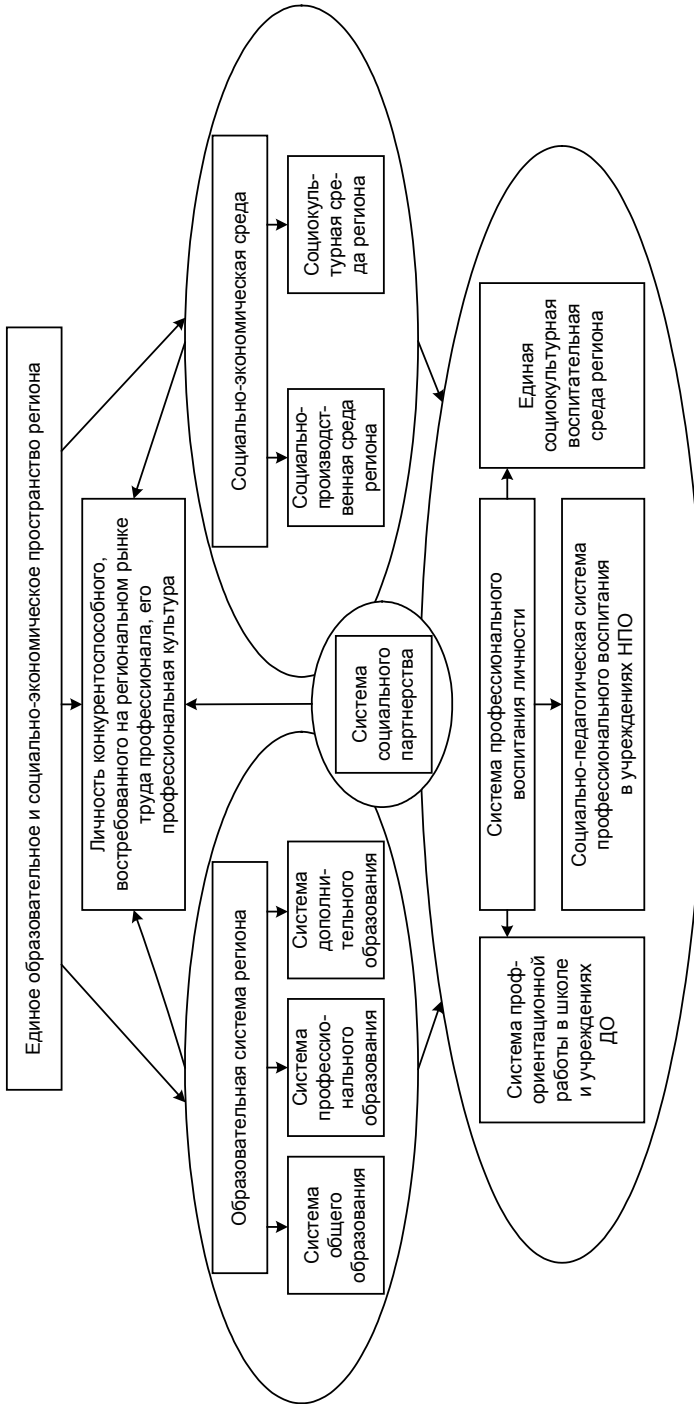 Единое образовательное и социально-экономическое пространство региона
Личность конкурентоспособного,
востребованного на региональном рынке
труда профессионала, его
профессиональная культура
Образовательная система региона
Система
общего
образования
Система
профессио-
нального
образования
Система
дополни-
тельного
образования
Система
социального
партнерства
Социально-экономическая среда
Социально-
производст-
венная среда
региона
Социокуль-
турная сре-
да региона
Система профессионального
воспитания личности
Система проф-
ориентационной
работы в школе
и учреждениях
ДО
Социально-педагогическая система
профессионального воспитания
в учреждениях НПО
Единая
социокультурная
воспитательная
среда региона